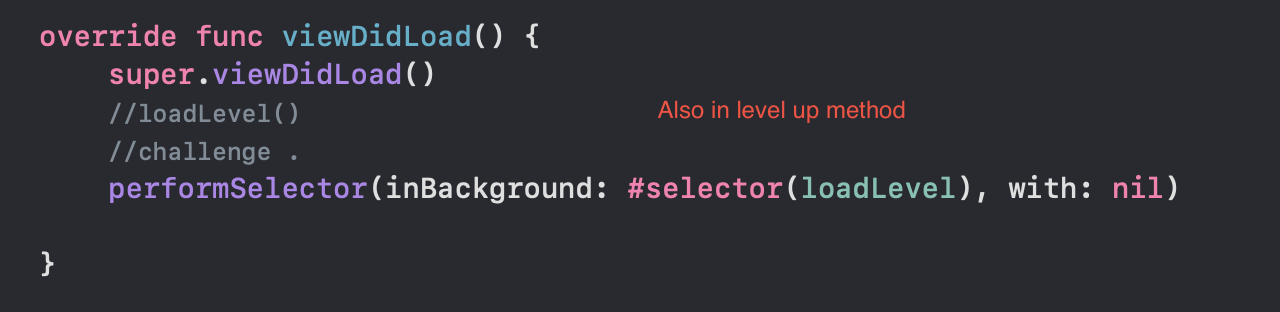 override func viewDidLoad() {
super.viewDidLoad()
//loadLevel()
Also in level up method
//challenge .
performSelector(inBackground: #selector(loadLevel), with: nil)
}